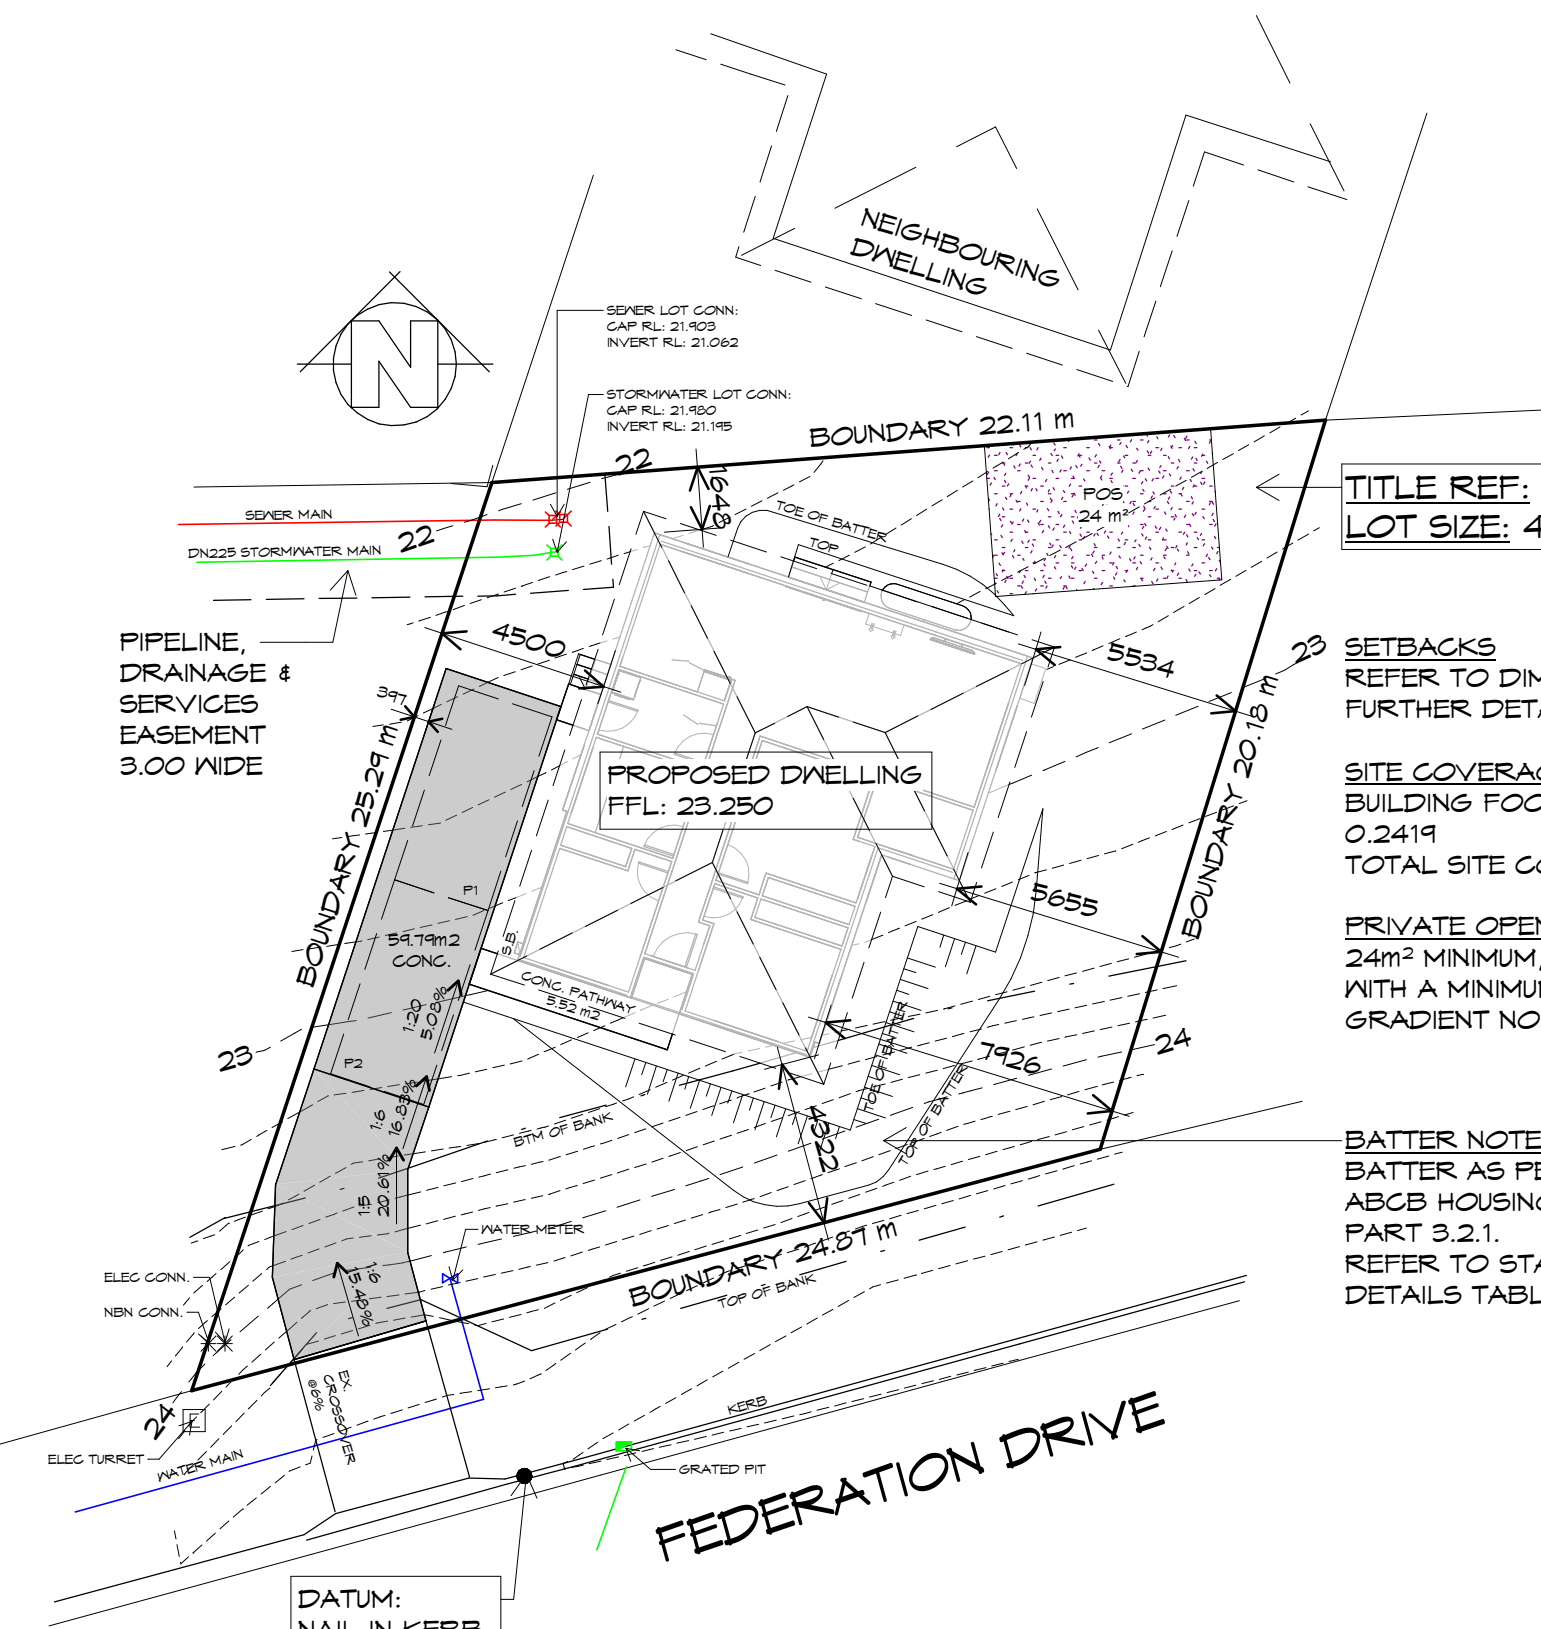 NEIGHBOURING
DWELLING
N
SEWER LOT CONN:
CAP RL: 21.903
INVERT RL: 21.062
STORMWATER LOT CONN:
CAP RL: 21.980
INVERT RL: 21.195
BOUNDARY 22.11 m
22
1648
SEWER MAIN
22
DN225 STORMWATER MAIN
TOE OF BATTER
TOP
POS
24 m²
TITLE REF:
LOT SIZE: 4
PIPELINE,
DRAINAGE &
SERVICES
EASEMENT
3.00 WIDE
4500
5534
23
397
BOUNDARY 25.29 m
BOUNDARY 20.18 m
SETBACKS
REFER TO DIM
FURTHER DETA
SITE COVERAG
BUILDING FOO
0.2419
TOTAL SITE CO
PROPOSED DWELLING
FFL: 23.250
P1
59.79m2
CONC.
S.B.
CONC. PATHWAY
5.52 m2
5655
PRIVATE OPEN
24m² MINIMUM,
WITH A MINIMUM
GRADIENT NO
1:20
5.08%
23
P2
TOE OF BATTER
TOP OF BATTER
7926
24
1:6
16.83%
BTM OF BANK
4322
1:5
20.61%
BATTER NOTE
BATTER AS PE
ABCB HOUSING
PART 3.2.1.
REFER TO STA
DETAILS TABL
WATER METER
BOUNDARY 24.87 m
TOP OF BANK
ELEC CONN.
NBN CONN.
1:6
15.48%
EX.
CROSSOVER
@6%
24
E
ELEC TURRET
WATER MAIN
KERB
GRATED PIT
FEDERATION DRIVE
DATUM:
NAIL IN KERB